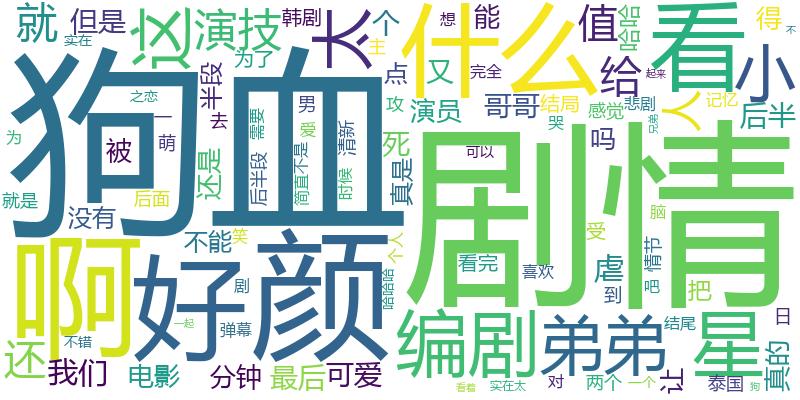 就 但是 这 演技 韩剧 太 个 什么 值 哈哈 看 得 不
实在 为了 主 想 能 完全 起来
狗血 半段 点 又 给 小
之恋 需要 男 攻 演员 哥哥 结局 感觉 悲剧 人 记忆 后半
为 一 萌 去 爱 清新 哭 兄弟
被 还是 后半段 简直不是 时候 死 真是 可以 吗
就是 后面 没有 剧情
啊 好 颜 不能 笑 个人 受 脑
剧 看完 喜欢 虐 到 吧 情节 把
哈哈哈
不错 一起 弹幕 编剧 弟弟 结尾 星 日
还 我们 电影 分钟 最后 可爱 看着 实在太 对 两个 一个 让 泰国 狗 真的